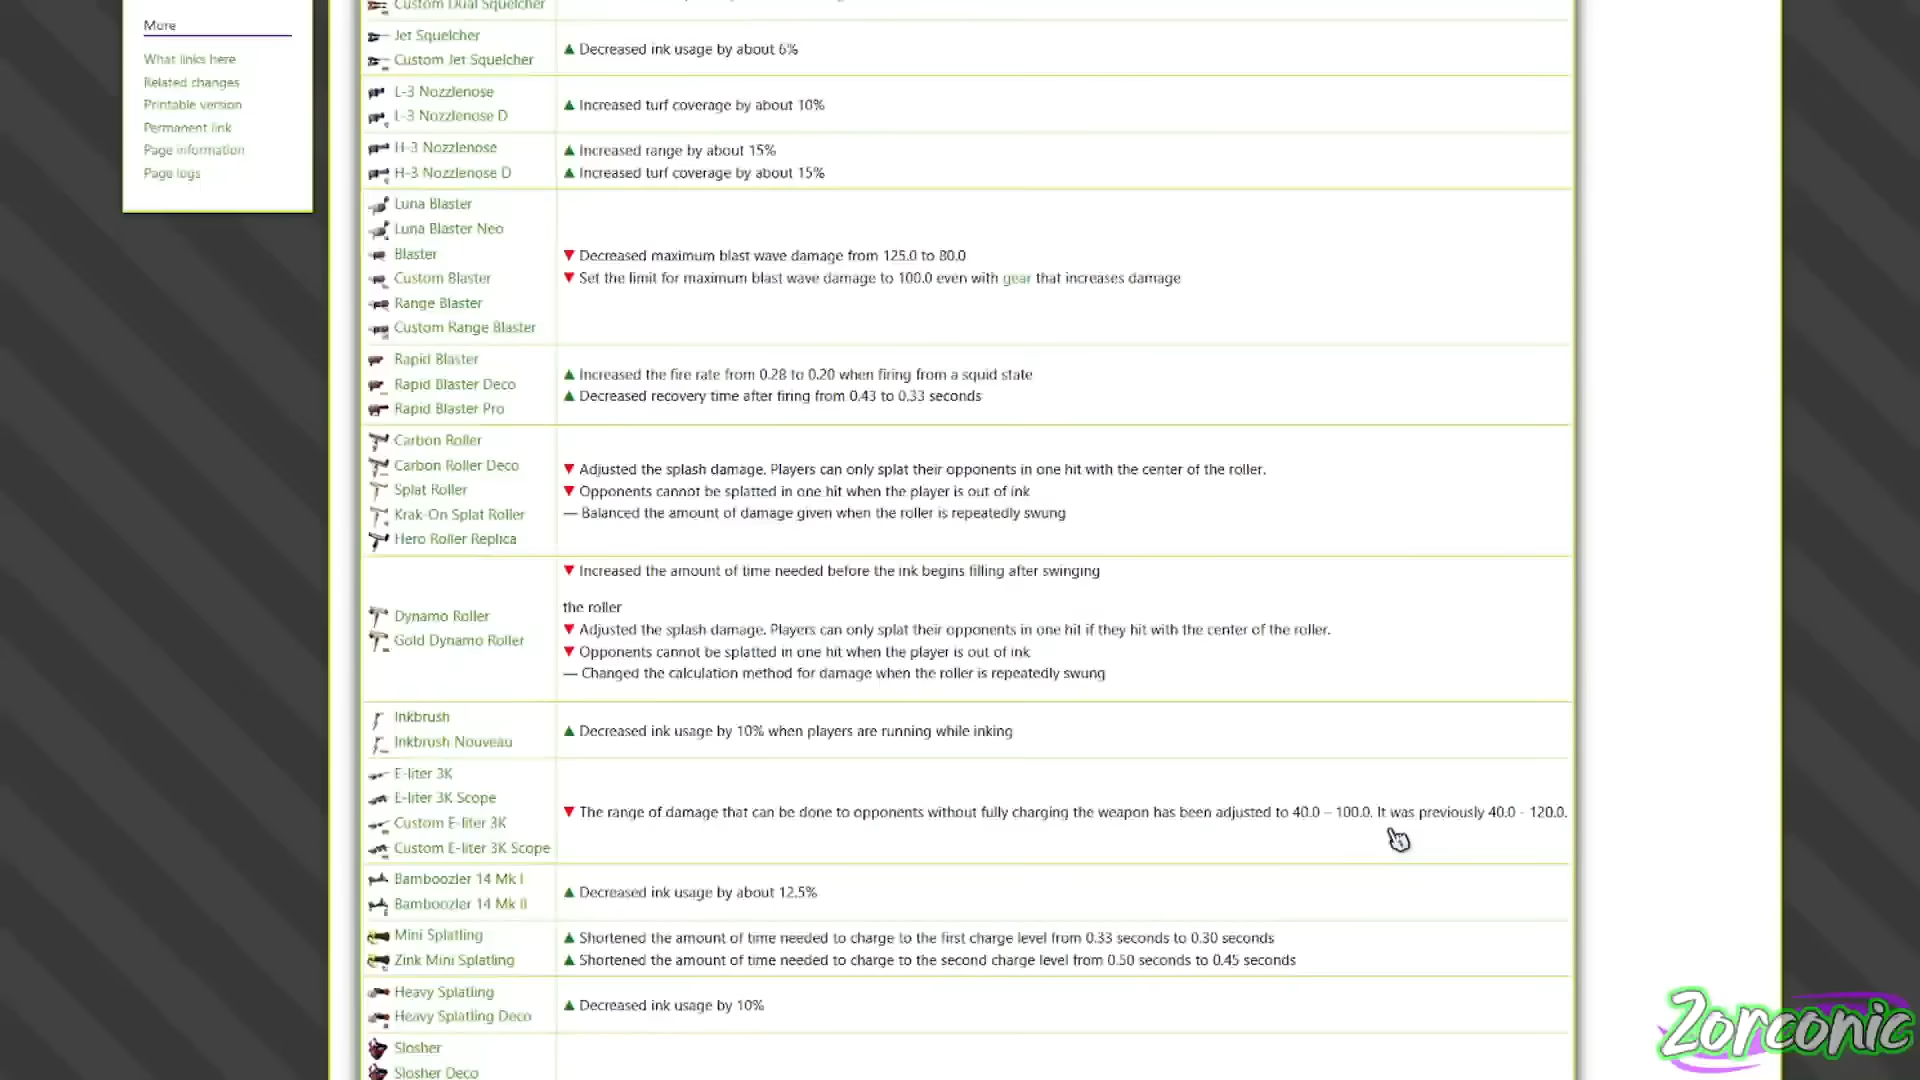 More
What links here
Related changes
Printable version
Permanent link
Page information
Page logs
Custom Dual Squelcher
Jet Squelcher
Custom Jet Squelcher
▲ Decreased ink usage by about 6%
L-3 Nozzlenose
L-3 Nozzlenose D
▲ Increased turf coverage by about 10%
H-3 Nozzlenose
H-3 Nozzlenose D
▲ Increased range by about 15%
▲ Increased turf coverage by about 15%
Luna Blaster
Luna Blaster Neo
Blaster
Custom Blaster
Range Blaster
Custom Range Blaster
▼ Decreased maximum blast wave damage from 125.0 to 80.0
▼ Set the limit for maximum blast wave damage to 100.0 even with gear that increases damage
Rapid Blaster
Rapid Blaster Deco
Rapid Blaster Pro
▲ Increased the fire rate from 0.28 to 0.20 when firing from a squid state
▲ Decreased recovery time after firing from 0.43 to 0.33 seconds
Carbon Roller
Carbon Roller Deco
Splat Roller
Krak-On Splat Roller
Hero Roller Replica
▼ Adjusted the splash damage. Players can only splat their opponents in one hit with the center of the roller.
▼ Opponents cannot be splatted in one hit when the player is out of ink
— Balanced the amount of damage given when the roller is repeatedly swung
Dynamo Roller
Gold Dynamo Roller
▼ Increased the amount of time needed before the ink begins filling after swinging
the roller
▼ Adjusted the splash damage. Players can only splat their opponents in one hit if they hit with the center of the roller.
▼ Opponents cannot be splatted in one hit when the player is out of ink
— Changed the calculation method for damage when the roller is repeatedly swung
Inkbrush
Inkbrush Nouveau
▲ Decreased ink usage by 10% when players are running while inking
E-liter 3K
E-liter 3K Scope
Custom E-liter 3K
Custom E-liter 3K Scope
▼ The range of damage that can be done to opponents without fully charging the weapon has been adjusted to 40.0 – 100.0. It was previously 40.0 - 120.0.
Bamboozler 14 Mk I
Bamboozler 14 Mk II
▲ Decreased ink usage by about 12.5%
Mini Splatling
Zink Mini Splatling
▲ Shortened the amount of time needed to charge to the first charge level from 0.33 seconds to 0.30 seconds
▲ Shortened the amount of time needed to charge to the second charge level from 0.50 seconds to 0.45 seconds
Heavy Splatling
Heavy Splatling Deco
▲ Decreased ink usage by 10%
Slosher
Slosher Deco
Zorconic